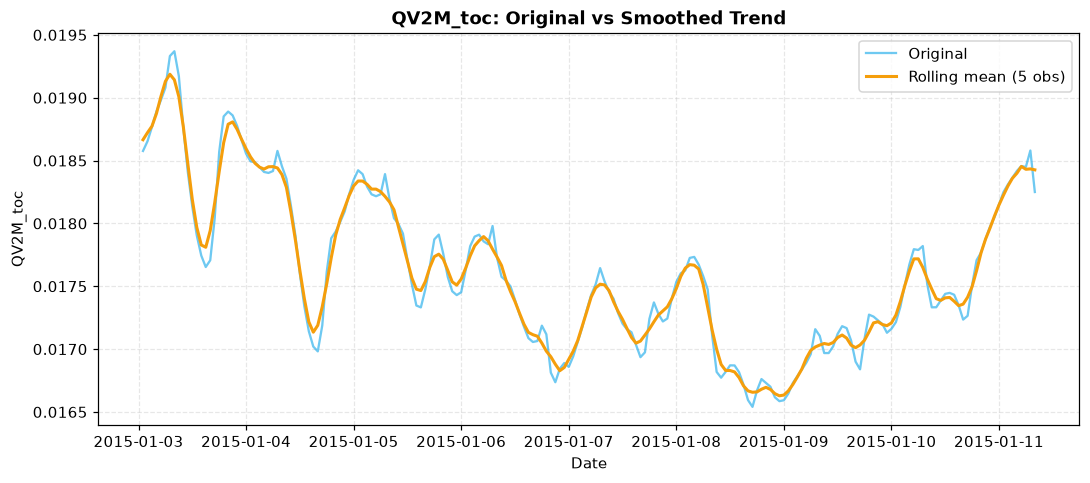 QV2M_toc: Original vs Smoothed Trend
Original
Rolling mean (5 obs)
QV2M_toc
0.0195
0.0190
0.0185
0.0180
0.0175
0.0170
0.0165
2015-01-03 2015-01-04 2015-01-05 2015-01-06 2015-01-07 2015-01-08 2015-01-09 2015-01-10 2015-01-11
Date